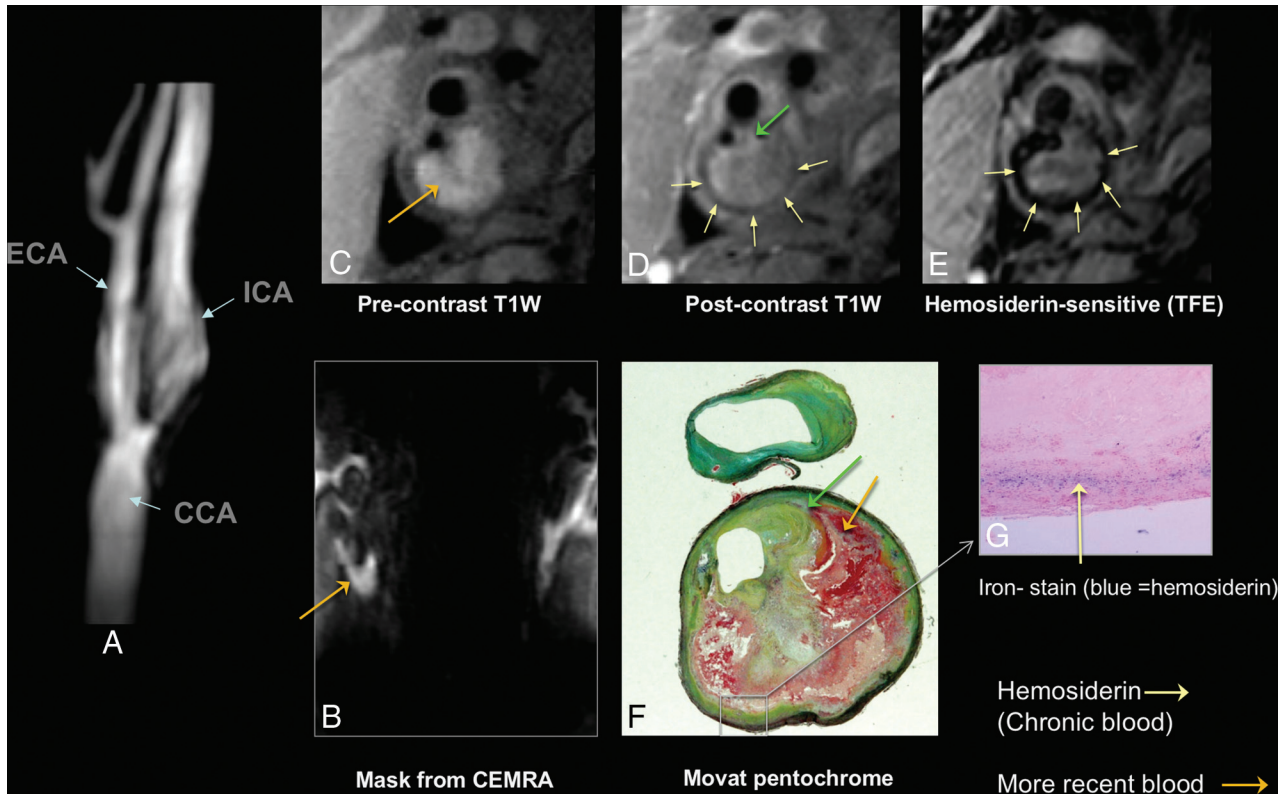 ECA
ICA
CCA
A
B
Mask from CEMRA
C
Pre-contrast T1W
D
Post-contrast T1W
E
Hemosiderin-sensitive (TFE)
F
Movat pentochrome
G
Iron- stain (blue =hemosiderin)
Hemosiderin
(Chronic blood)
More recent blood